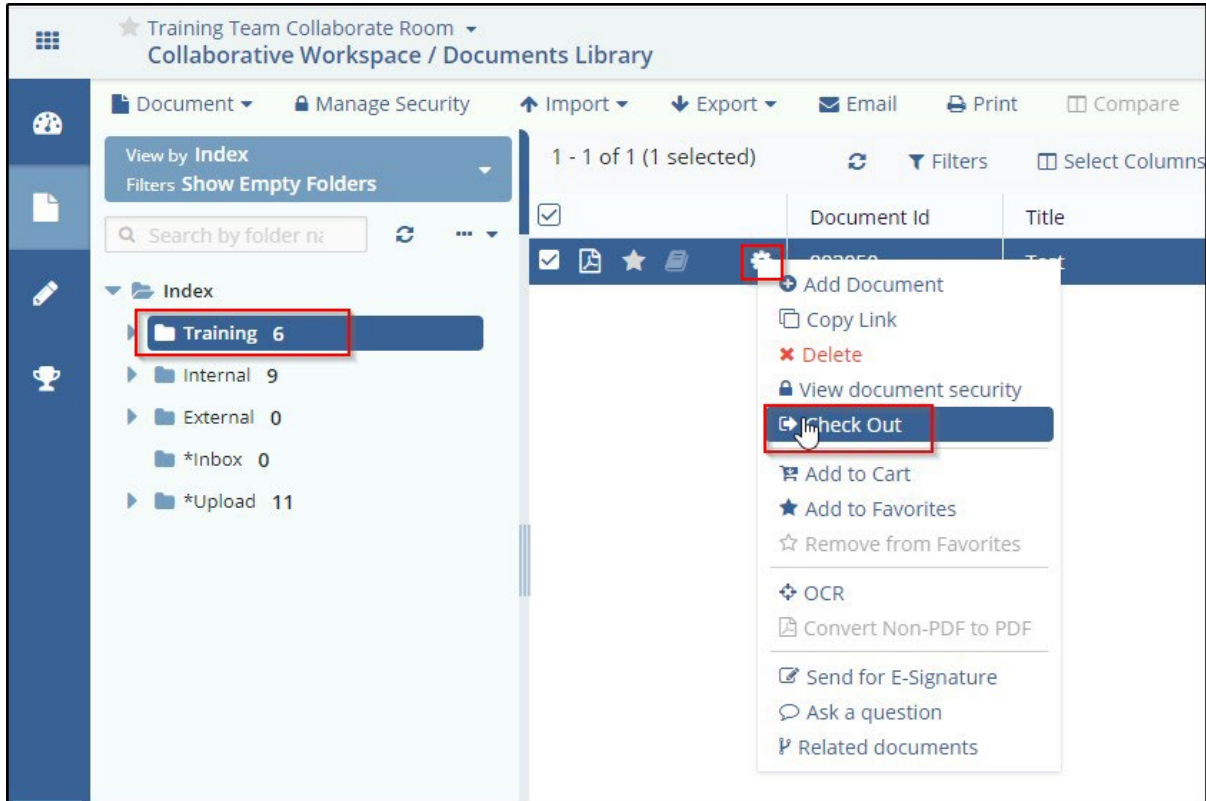 Training Team Collaborate Room
Collaborative Workspace / Documents Library
Document Manage Security Import Export Email Print Compare
View by Index
Filters Show Empty Folders
1 - 1 of 1 (1 selected) Filters Select Columns
Search by folder na
Document Id Title
Index
Training 6
Internal 9
External 0
*Inbox 0
*Upload 11
Add Document
Copy Link
Delete
View document security
Check Out
Add to Cart
Add to Favorites
Remove from Favorites
OCR
Convert Non-PDF to PDF
Send for E-Signature
Ask a question
Related documents